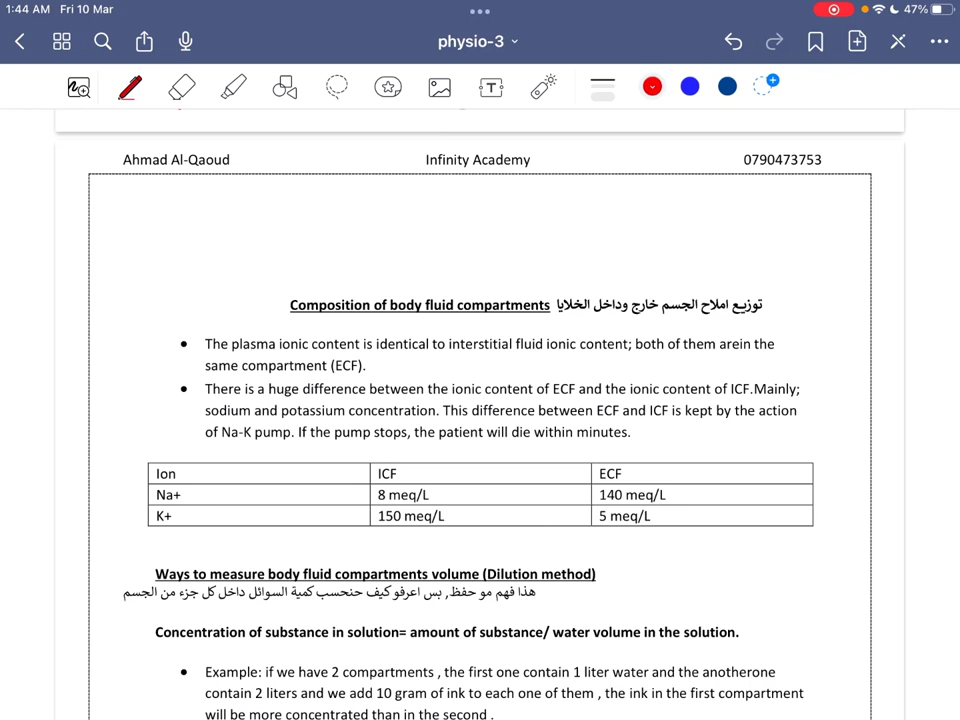 1:44 AM Fri 10 Mar 47%
physio-3
Ahmad Al-Qaoud Infinity Academy 0790473753
Composition of body fluid compartments توزيع املاح الجسم خارج وداخل الخلايا
• The plasma ionic content is identical to interstitial fluid ionic content; both of them arein the
same compartment (ECF).
• There is a huge difference between the ionic content of ECF and the ionic content of ICF.Mainly;
sodium and potassium concentration. This difference between ECF and ICF is kept by the action
of Na-K pump. If the pump stops, the patient will die within minutes.
Ion ICF ECF
Na+ 8 meq/L 140 meq/L
K+ 150 meq/L 5 meq/L
Ways to measure body fluid compartments volume (Dilution method)
هذا فهم مو حفظ, بس اعرفو كيف حنحسب كمية السوائل داخل كل جزء من الجسم
Concentration of substance in solution= amount of substance/ water volume in the solution.
• Example: if we have 2 compartments , the first one contain 1 liter water and the anotherone
contain 2 liters and we add 10 gram of ink to each one of them , the ink in the first compartment
will be more concentrated than in the second .